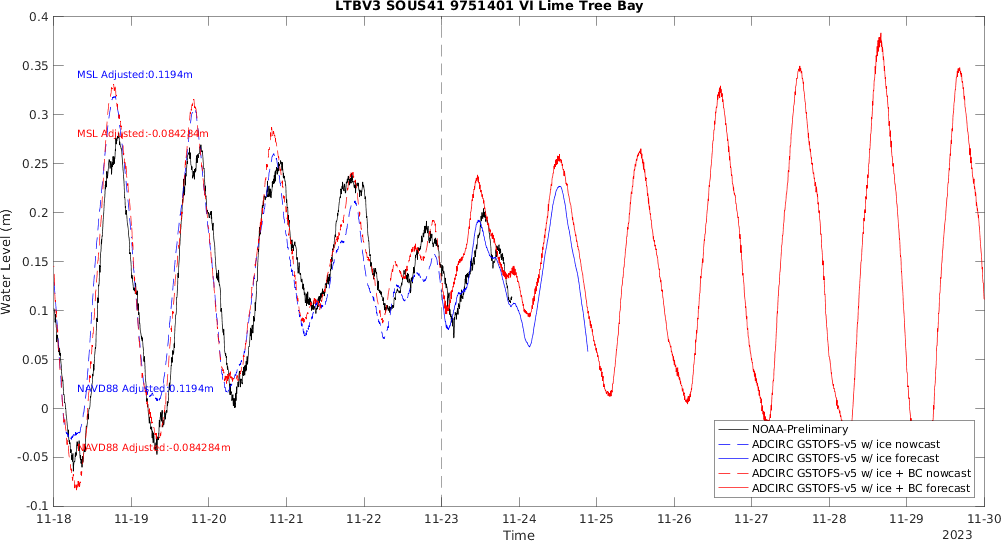 LTBV3 SOUS41 9751401 VI Lime Tree Bay
0.4
0.35
0.3
0.25
0.2
0.15
0.1
0.05
0
-0.05
-0.1
Water Level (m)
MSL Adjusted:0.1194m
MSL Adjusted:-0.084284m
NAVD88 Adjusted:0.1194m
NAVD88 Adjusted:-0.084284m
NOAA-Preliminary
ADCIRC GSTOFS-v5 w/ ice nowcast
ADCIRC GSTOFS-v5 w/ ice forecast
ADCIRC GSTOFS-v5 w/ ice + BC nowcast
ADCIRC GSTOFS-v5 w/ ice + BC forecast
11-18 11-19 11-20 11-21 11-22 11-23 11-24 11-25 11-26 11-27 11-28 11-29 11-30
Time
2023